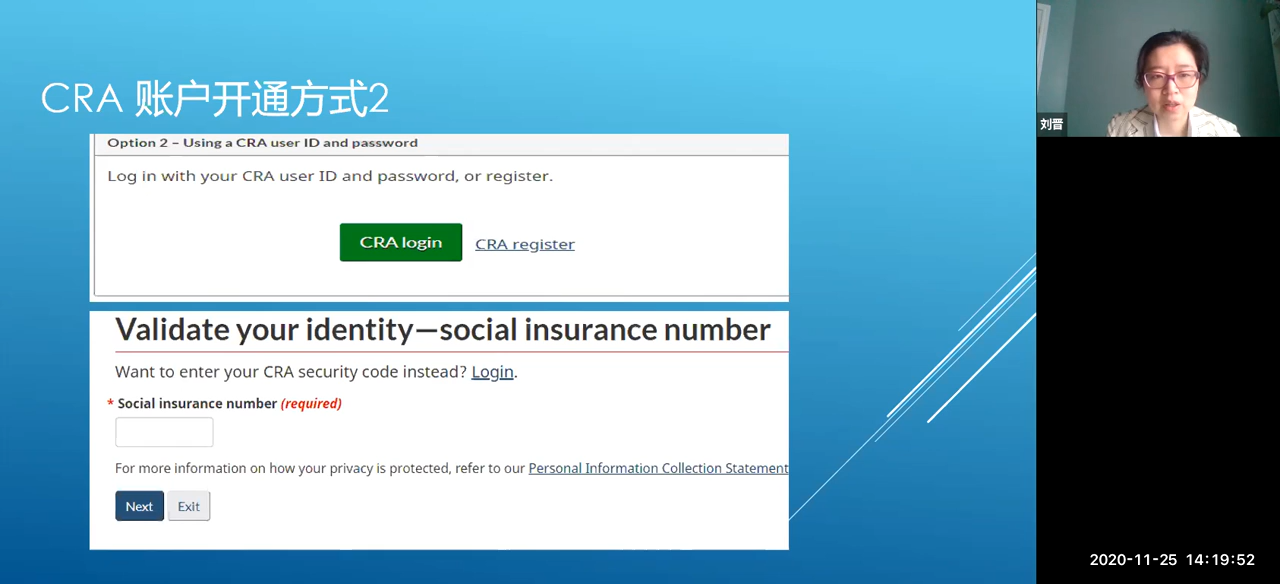 CRA 账户开通方式2
Option 2 – Using a CRA user ID and password
Log in with your CRA user ID and password, or register.
CRA login CRA register
Validate your identity—social insurance number
Want to enter your CRA security code instead? Login.
* Social insurance number (required)
For more information on how your privacy is protected, refer to our Personal Information Collection Statement
Next Exit
刘晋
2020-11-25 14:19:52